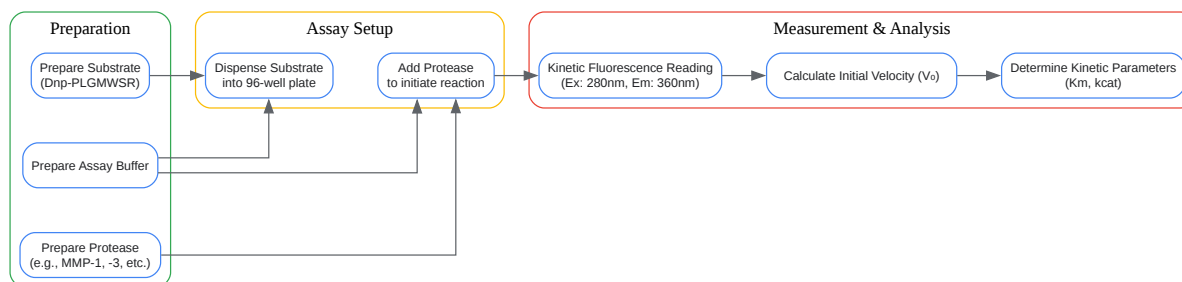 Preparation
Prepare Substrate
(Dnp-PLGMWSR)
Prepare Assay Buffer
Prepare Protease
(e.g., MMP-1, -3, etc.)
Assay Setup
Dispense Substrate
into 96-well plate
Add Protease
to initiate reaction
Measurement & Analysis
Kinetic Fluorescence Reading
(Ex: 280nm, Em: 360nm)
Calculate Initial Velocity (V₀)
Determine Kinetic Parameters
(Km, kcat)